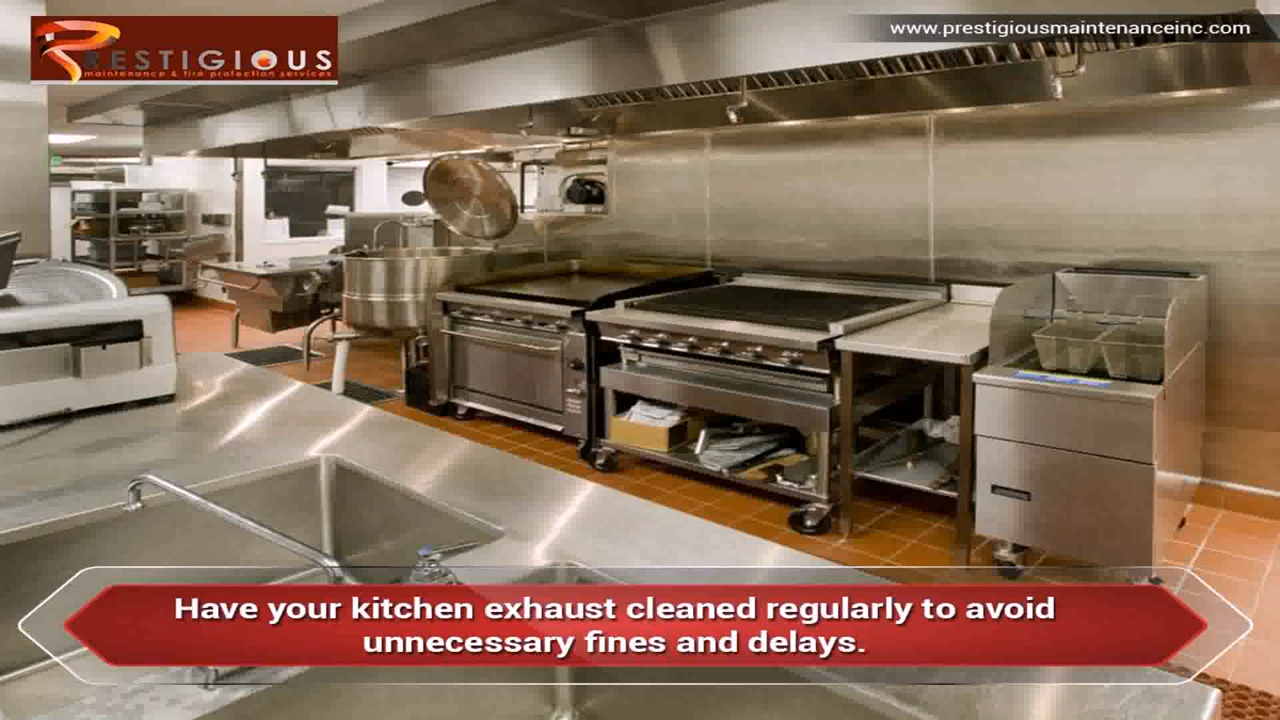 PRESTIGIOUS
maintenance & fire protection services
www.prestigiousmaintenanceinc.com
Have your kitchen exhaust cleaned regularly to avoid
unnecessary fines and delays.